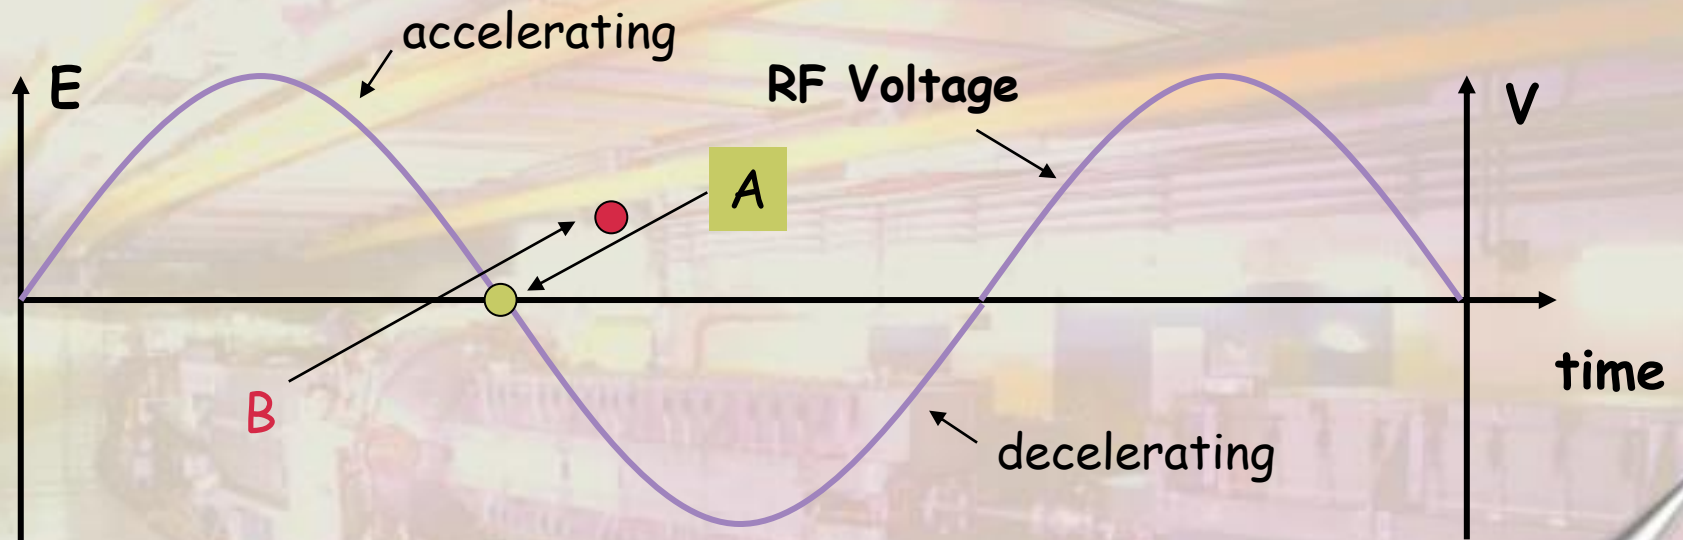 accelerating
E
RF Voltage
V
A
time
B
decelerating